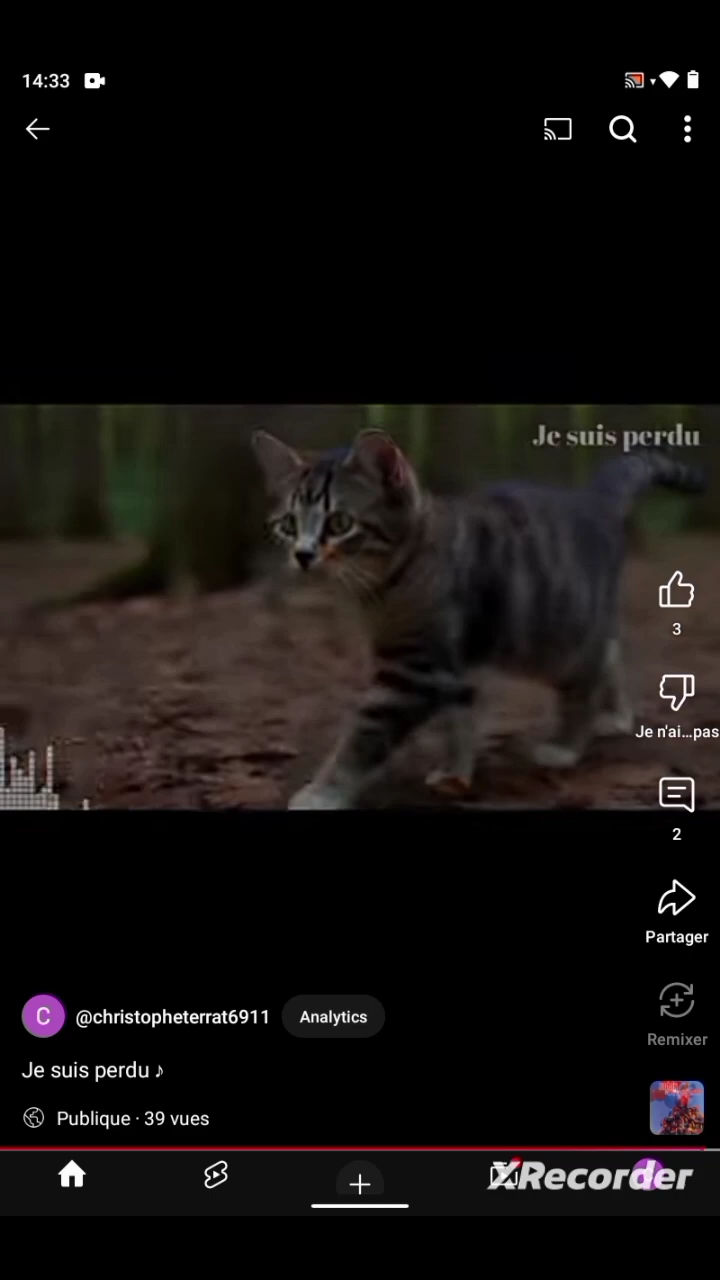 14:33
Je suis perdu
3
Je n'ai...pas
2
Partager
Remixer
C @christopheterrat6911 Analytics
Je suis perdu ♪
Publique · 39 vues
XRecorder